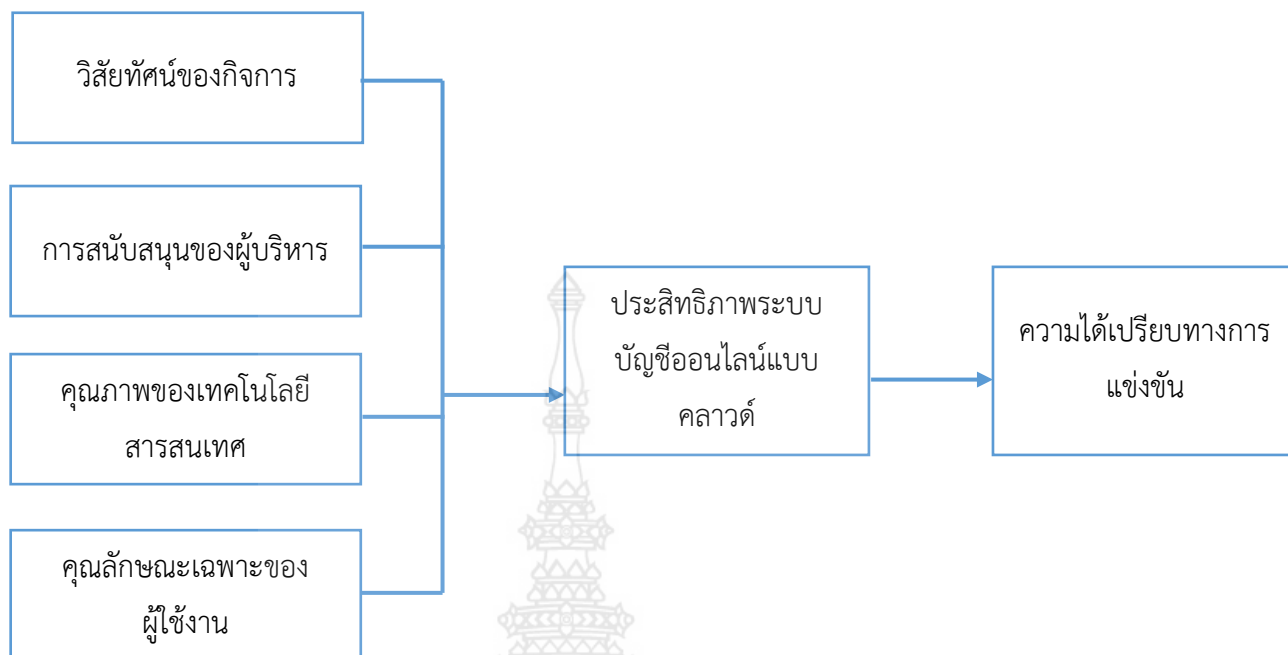 วิสัยทัศน์ของกิจการ
การสนับสนุนของผู้บริหาร
คุณภาพของเทคโนโลยี
สารสนเทศ
คุณลักษณะเฉพาะของ
ผู้ใช้งาน
ประสิทธิภาพระบบ
บัญชีออนไลน์แบบ
คลาวด์
ความได้เปรียบทางการ
แข่งขัน